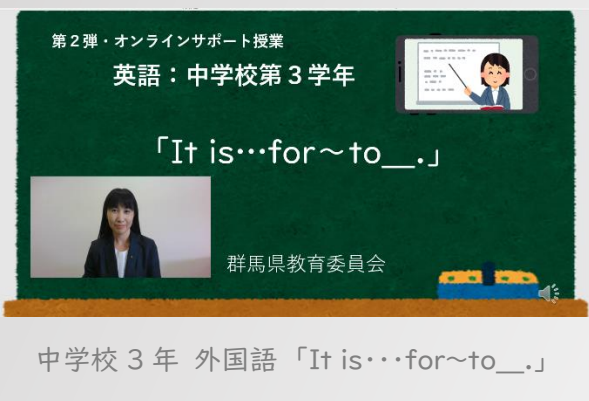 第２弾・オンラインサポート授業
英語：中学校第３学年
「It is…for～to＿.」
群馬県教育委員会
中学校３年 外国語「It is･･･for～to＿.」